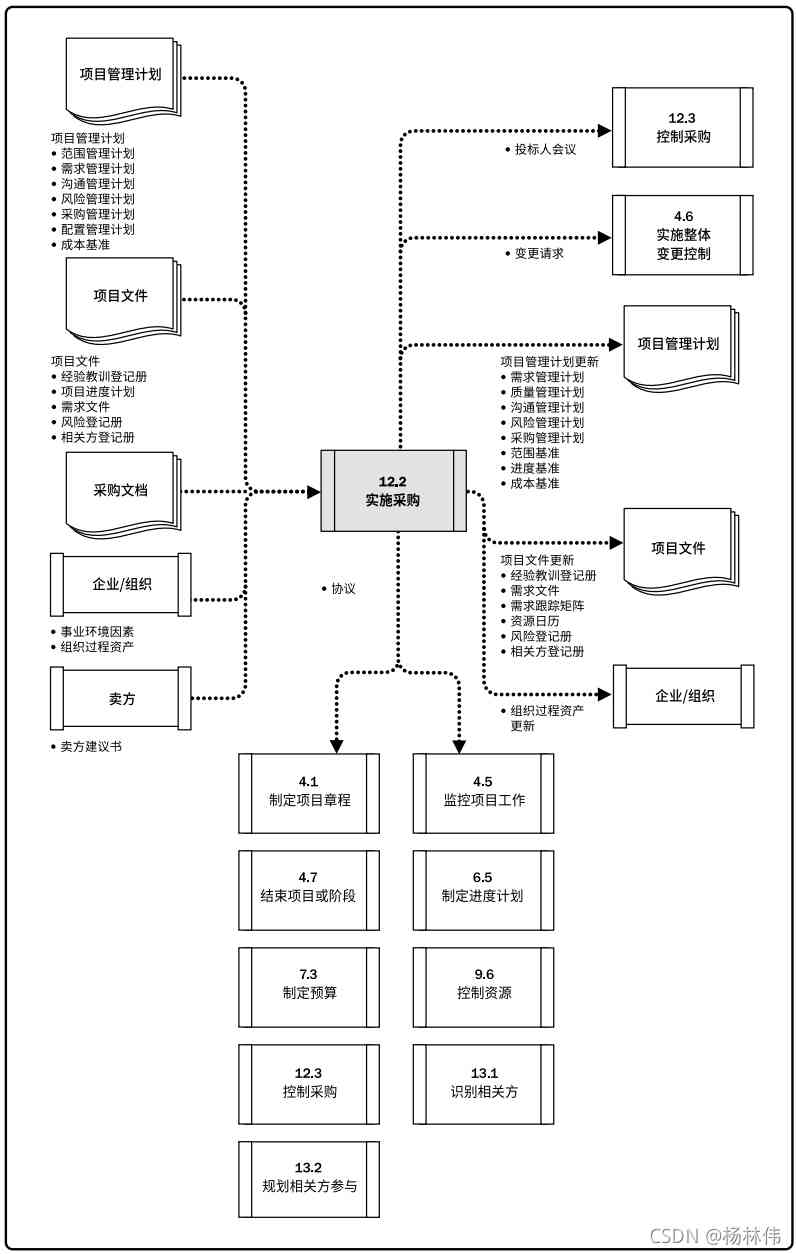 项目管理计划
项目管理计划
• 范围管理计划
• 需求管理计划
• 沟通管理计划
• 风险管理计划
• 采购管理计划
• 配置管理计划
• 成本基准
项目文件
项目文件
• 经验教训登记册
• 项目进度计划
• 需求文件
• 风险登记册
• 相关方登记册
采购文档
企业/组织
• 事业环境因素
• 组织过程资产
卖方
• 卖方建议书
12.2
实施采购
• 投标人会议
12.3
控制采购
• 变更请求
4.6
实施整体
变更控制
项目管理计划
项目管理计划更新
• 需求管理计划
• 质量管理计划
• 沟通管理计划
• 风险管理计划
• 采购管理计划
• 范围基准
• 进度基准
• 成本基准
项目文件
项目文件更新
• 经验教训登记册
• 需求文件
• 需求跟踪矩阵
• 资源日历
• 风险登记册
• 相关方登记册
企业/组织
• 组织过程资产
更新
• 协议
4.1
制定项目章程
4.5
监控项目工作
4.7
结束项目或阶段
6.5
制定进度计划
7.3
制定预算
9.6
控制资源
12.3
控制采购
13.1
识别相关方
13.2
规划相关方参与
CSDN @杨林伟